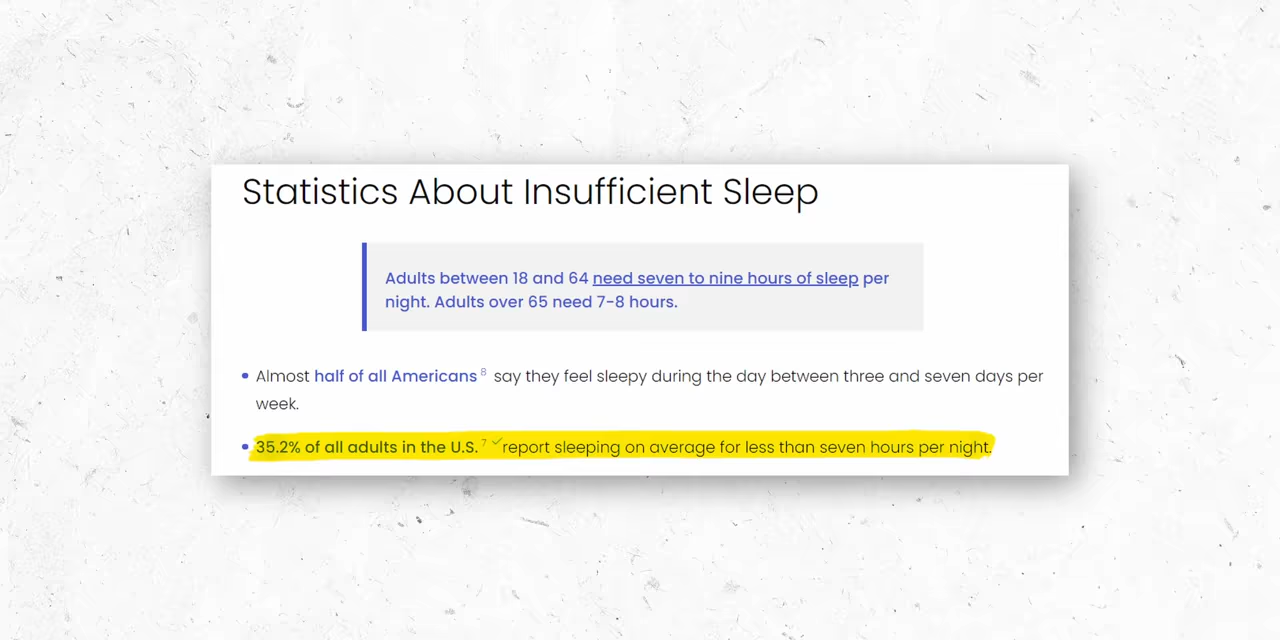 Statistics About Insufficient Sleep
Adults between 18 and 64 need seven to nine hours of sleep per
night. Adults over 65 need 7-8 hours.
• Almost half of all Americans 8 say they feel sleepy during the day between three and seven days per
week.
• 35.2% of all adults in the U.S. 7 ✓ report sleeping on average for less than seven hours per night.